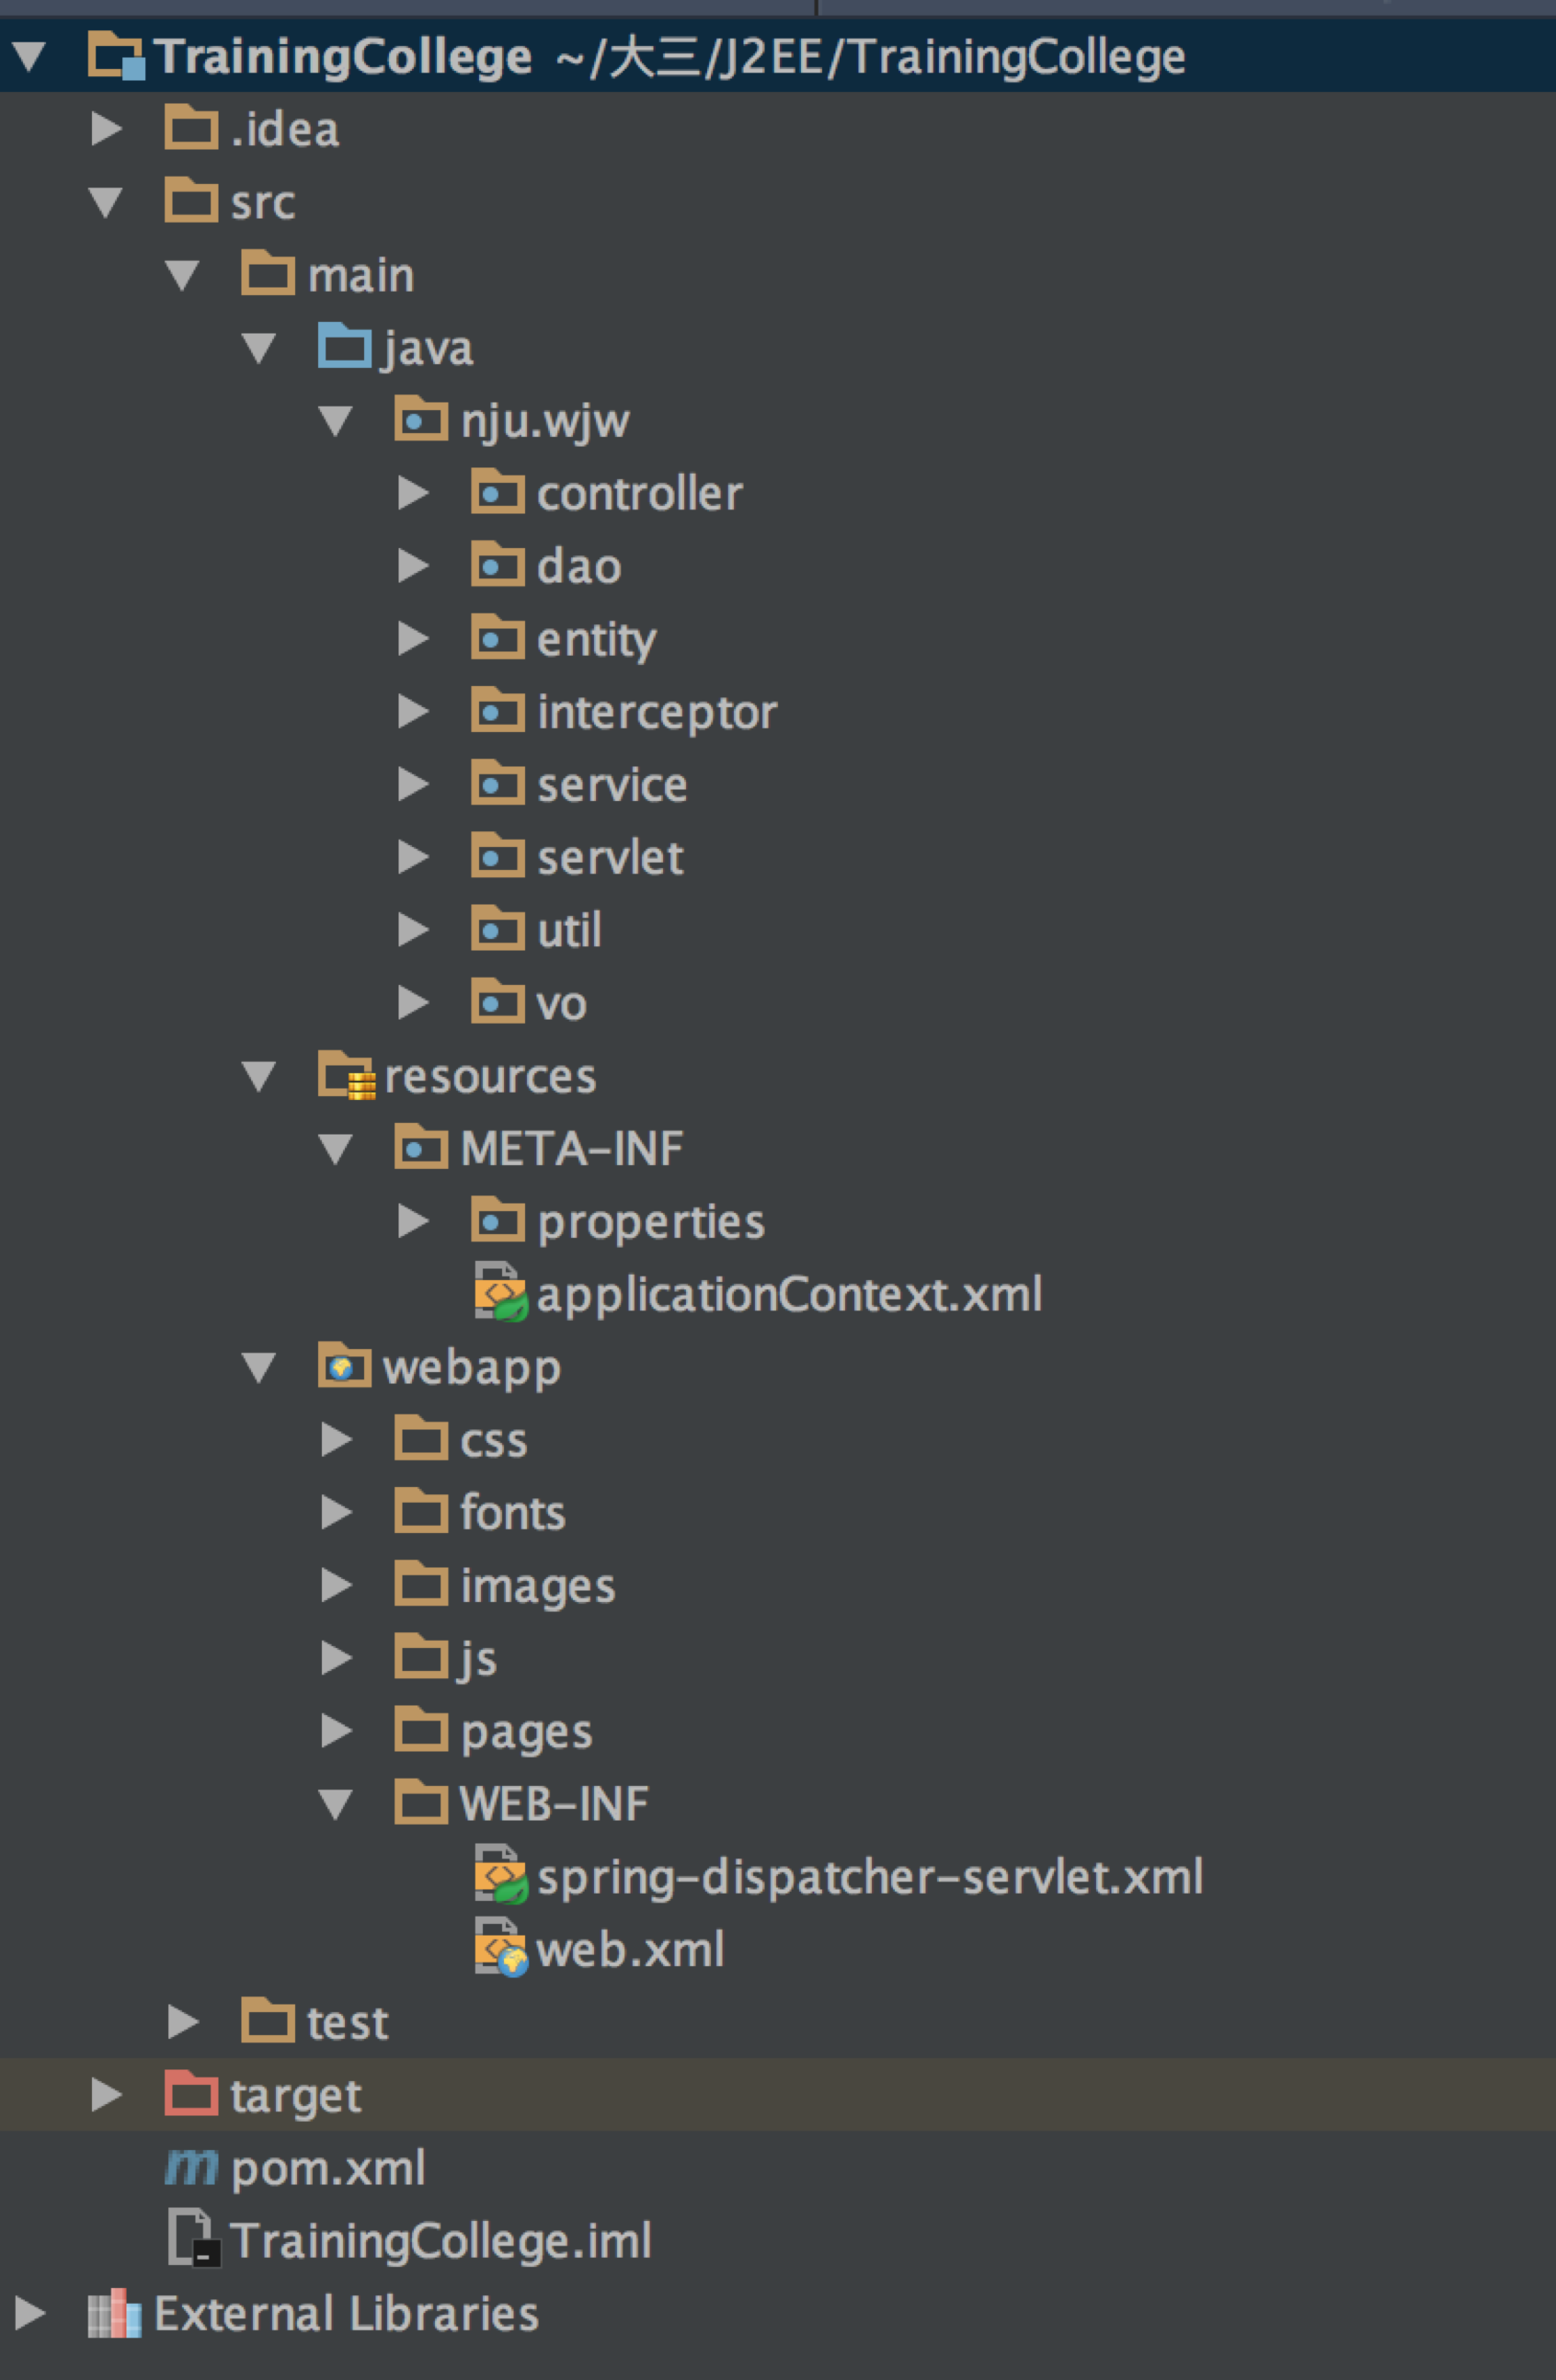 TrainingCollege ~/大三/J2EE/TrainingCollege
.idea
src
main
java
nju.wjw
controller
dao
entity
interceptor
service
servlet
util
vo
resources
META-INF
properties
applicationContext.xml
webapp
css
fonts
images
js
pages
WEB-INF
spring-dispatcher-servlet.xml
web.xml
test
target
pom.xml
TrainingCollege.iml
External Libraries